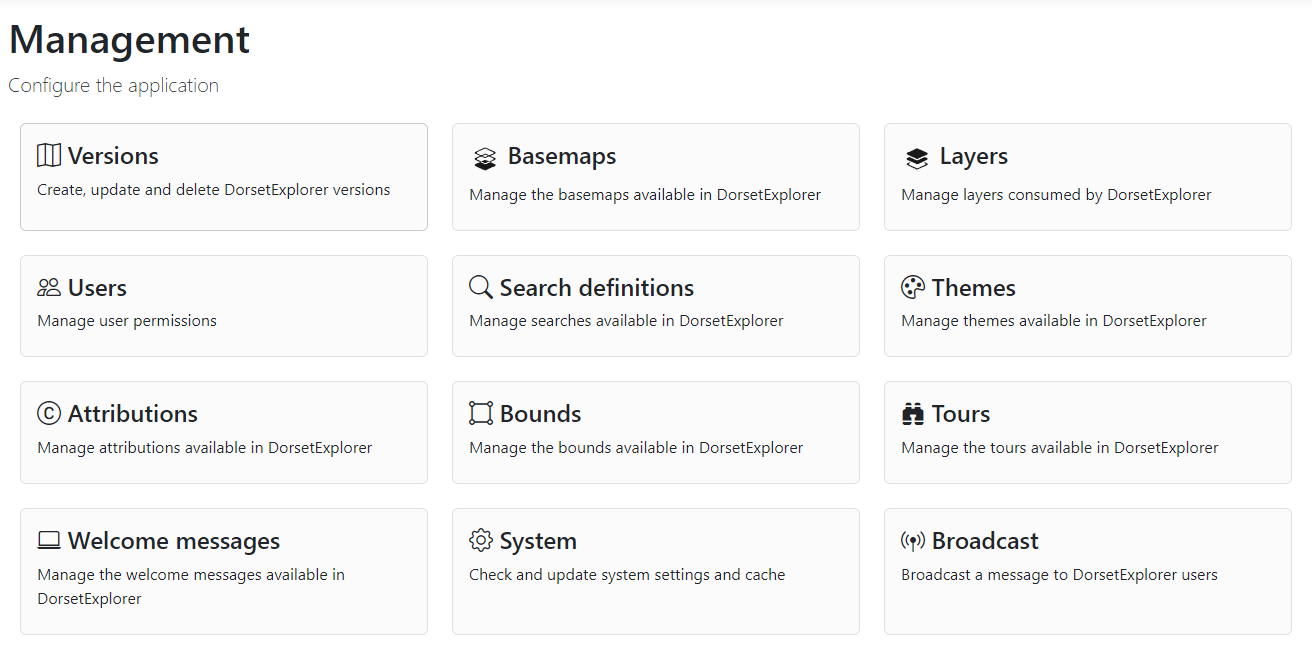 Management
Configure the application
Versions
Create, update and delete DorsetExplorer versions
Basemaps
Manage the basemaps available in DorsetExplorer
Layers
Manage layers consumed by DorsetExplorer
Users
Manage user permissions
Search definitions
Manage searches available in DorsetExplorer
Themes
Manage themes available in DorsetExplorer
Attributions
Manage attributions available in DorsetExplorer
Bounds
Manage the bounds available in DorsetExplorer
Tours
Manage the tours available in DorsetExplorer
Welcome messages
Manage the welcome messages available in
DorsetExplorer
System
Check and update system settings and cache
Broadcast
Broadcast a message to DorsetExplorer users